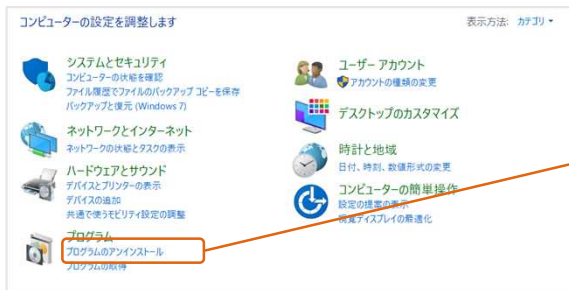 コンピューターの設定を調整します
表示方法: カテゴリ
システムとセキュリティ
コンピューターの状態を確認
ファイル履歴でファイルのバックアップ コピーを保存
バックアップと復元 (Windows 7)
ネットワークとインターネット
ネットワークの状態とタスクの表示
ハードウェアとサウンド
デバイスとプリンターの表示
デバイスの追加
共通で使うモビリティ設定の調整
プログラム
プログラムのアンインストール
プログラムの取得
ユーザー アカウント
アカウントの種類の変更
デスクトップのカスタマイズ
時計と地域
日付、時刻、数値形式の変更
コンピューターの簡単操作
設定の提案の表示
視覚ディスプレイの最適化